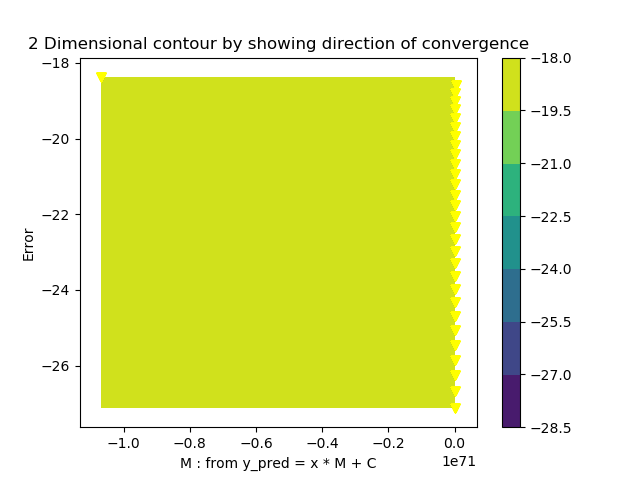 2 Dimensional contour by showing direction of convergence
−18
−20
−22
−24
−26
Error
−1.0 −0.8 −0.6 −0.4 −0.2 0.0
1e71
M : from y_pred = x * M + C
−18.0
−19.5
−21.0
−22.5
−24.0
−25.5
−27.0
−28.5